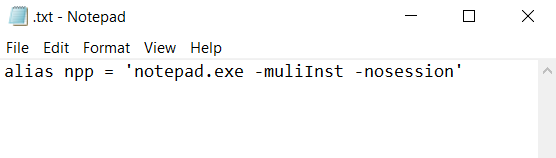 .txt - Notepad
File Edit Format View Help
alias npp = 'notepad.exe -muliInst -nosession'